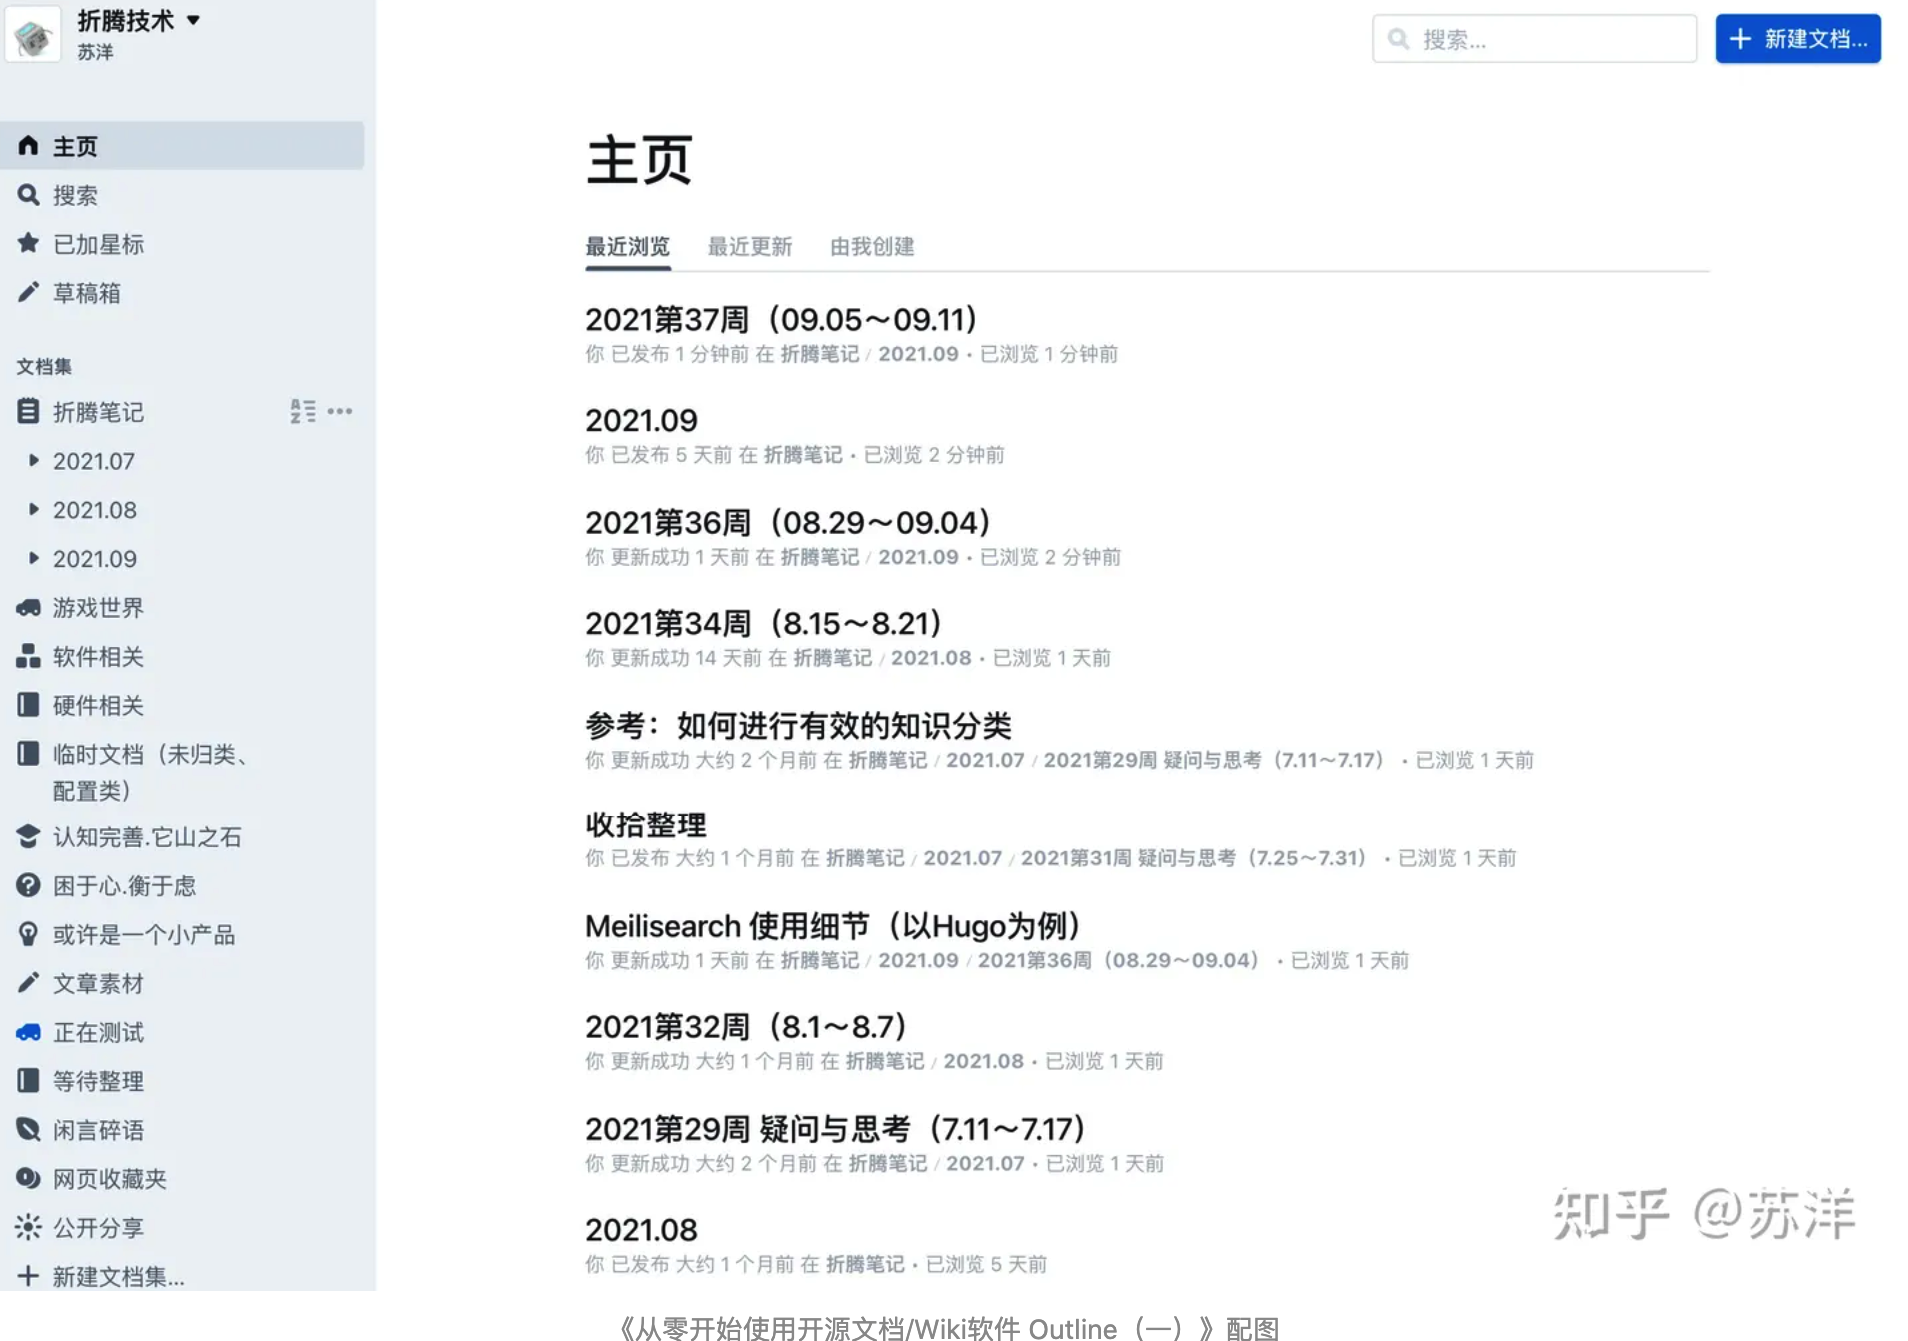 折腾技术
苏洋
搜索...
新建文档...
主页
搜索
已加星标
草稿箱
文档集
折腾笔记
2021.07
2021.08
2021.09
游戏世界
软件相关
硬件相关
临时文档（未归类、
配置类）
认知完善.它山之石
困于心.衡于虑
或许是一个小产品
文章素材
正在测试
等待整理
闲言碎语
网页收藏夹
公开分享
新建文档集...
主页
最近浏览 最近更新 由我创建
2021第37周（09.05～09.11）
你 已发布 1 分钟前 在 折腾笔记 / 2021.09 • 已浏览 1 分钟前
2021.09
你 已发布 5 天前 在 折腾笔记 • 已浏览 2 分钟前
2021第36周（08.29～09.04）
你 更新成功 1 天前 在 折腾笔记 / 2021.09 • 已浏览 2 分钟前
2021第34周（8.15～8.21）
你 更新成功 14 天前 在 折腾笔记 / 2021.08 • 已浏览 1 天前
参考：如何进行有效的知识分类
你 更新成功 大约 2 个月前 在 折腾笔记 / 2021.07 / 2021第29周 疑问与思考（7.11～7.17） • 已浏览 1 天前
收拾整理
你 已发布 大约 1 个月前 在 折腾笔记 / 2021.07 / 2021第31周 疑问与思考（7.25～7.31） • 已浏览 1 天前
Meilisearch 使用细节（以Hugo为例）
你 更新成功 1 天前 在 折腾笔记 / 2021.09 / 2021第36周（08.29～09.04） • 已浏览 1 天前
2021第32周（8.1～8.7）
你 更新成功 大约 1 个月前 在 折腾笔记 / 2021.08 • 已浏览 1 天前
2021第29周 疑问与思考（7.11～7.17）
你 更新成功 大约 2 个月前 在 折腾笔记 / 2021.07 • 已浏览 1 天前
2021.08
你 已发布 大约 1 个月前 在 折腾笔记 • 已浏览 5 天前
知乎 @苏洋
《从零开始使用开源文档/Wiki软件 Outline（一）》配图